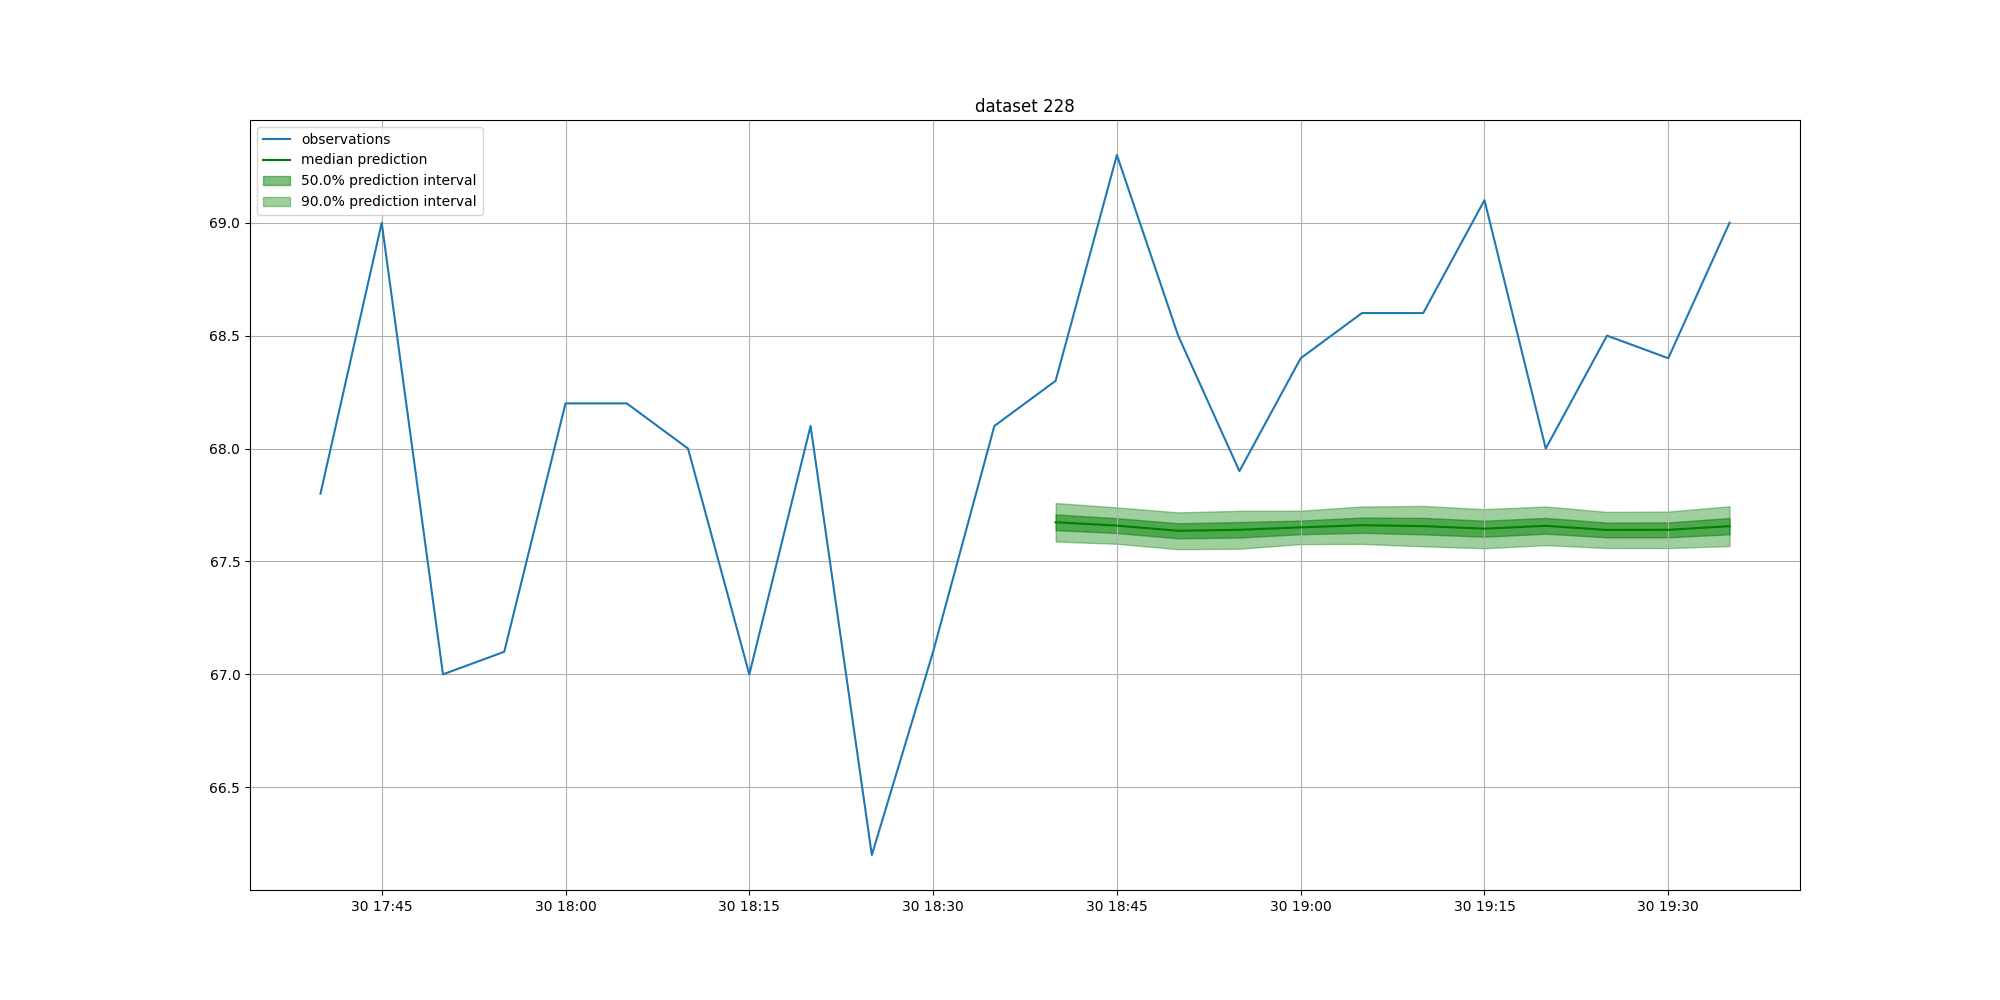 dataset 228
observations
median prediction
50.0% prediction interval
90.0% prediction interval
69.0
68.5
68.0
67.5
67.0
66.5
30 17:45
30 18:00
30 18:15
30 18:30
30 18:45
30 19:00
30 19:15
30 19:30